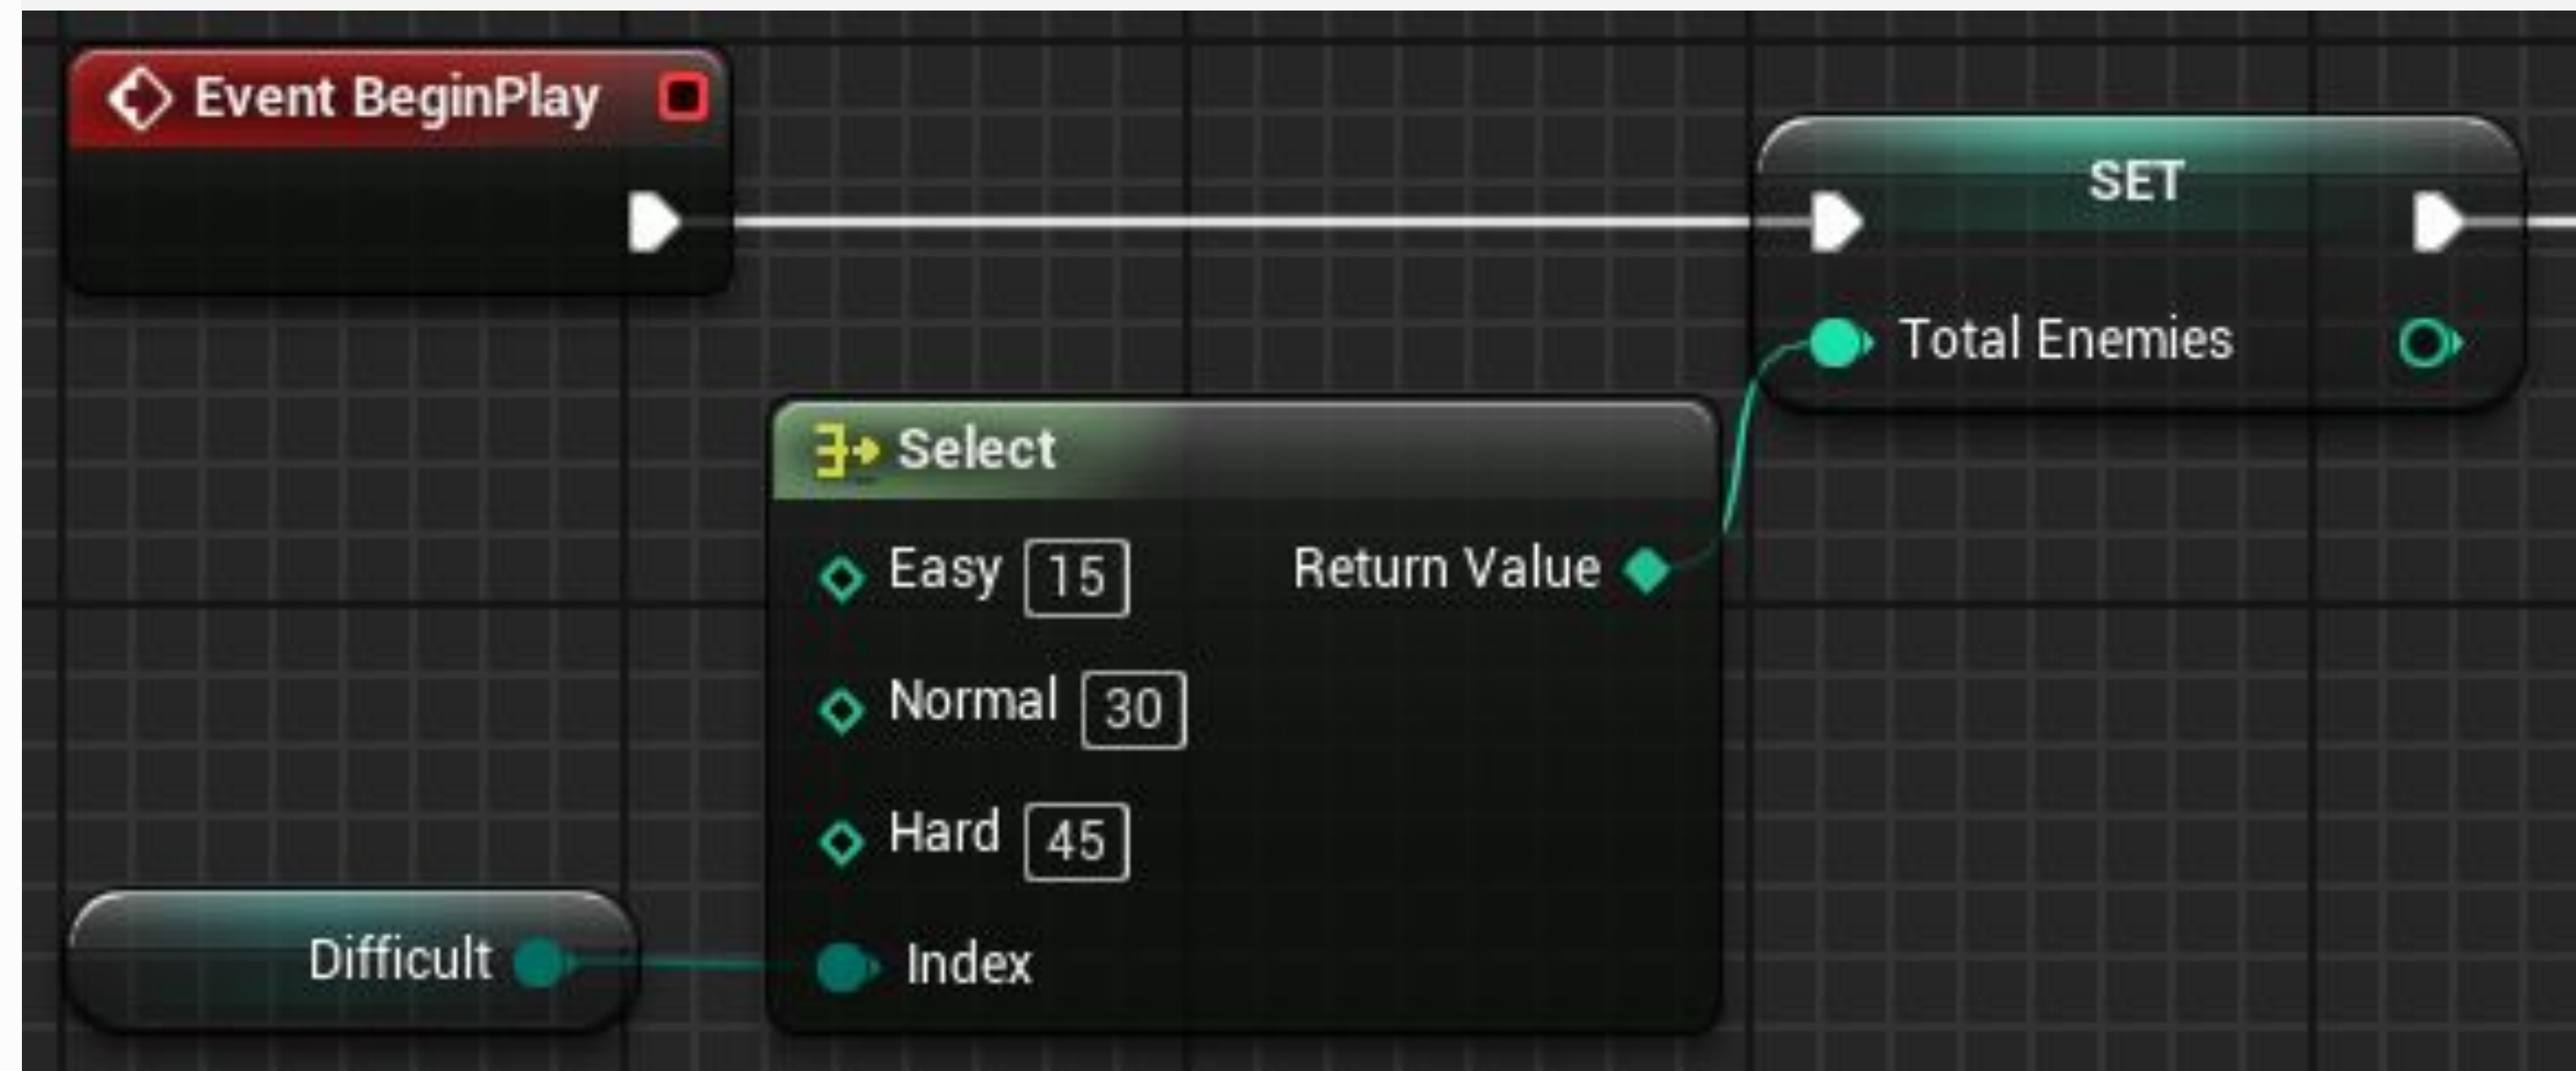 Event BeginPlay
SET
Total Enemies
Select
Easy 15
Return Value
Normal 30
Hard 45
Difficult
Index